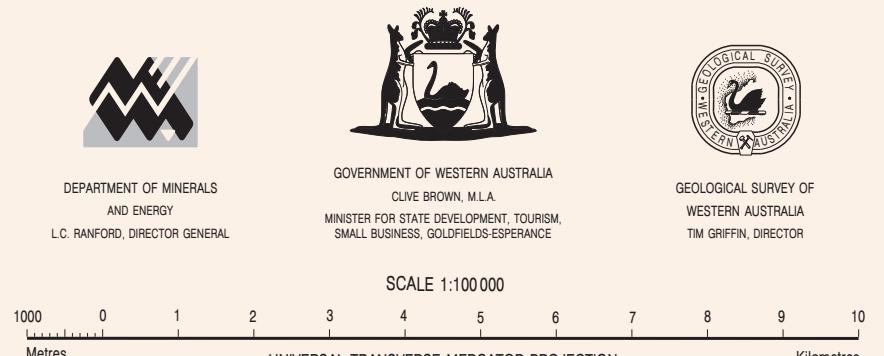 DEPARTMENT OF MINERALS
AND ENERGY
L.C. RANFORD, DIRECTOR GENERAL
GOVERNMENT OF WESTERN AUSTRALIA
CLIVE BROWN, M.L.A.
MINISTER FOR STATE DEVELOPMENT, TOURISM,
SMALL BUSINESS, GOLDFIELDS-ESPERANCE
GEOLOGICAL SURVEY
WESTERN AUSTRALIA
GEOLOGICAL SURVEY OF
WESTERN AUSTRALIA
TIM GRIFFIN, DIRECTOR
SCALE 1:100 000
1000 0 1 2 3 4 5 6 7 8 9 10
Metres Kilometres
UNIVERSAL TRANSVERSE MERCATOR PROJECTION